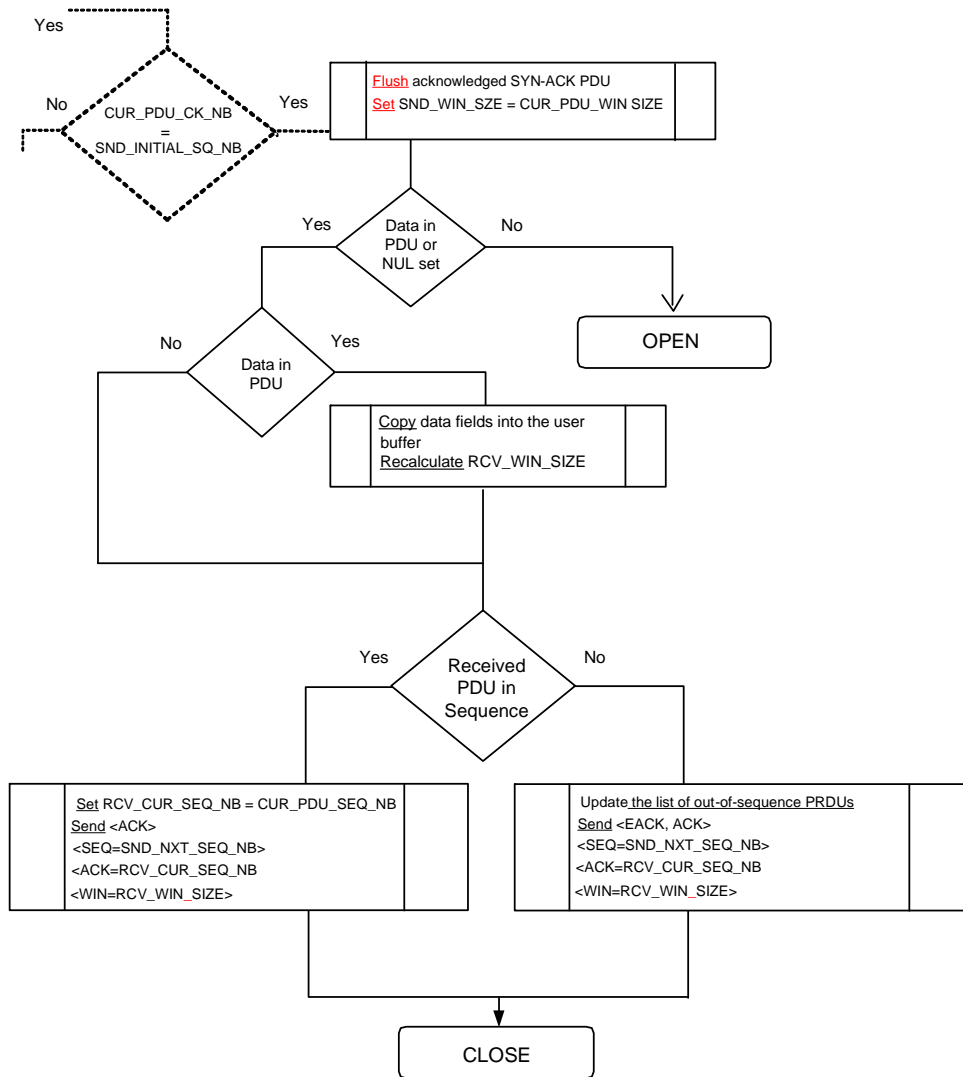 Yes
No
CUR_PDU_CK_NB
=
SND_INITIAL_SQ_NB
Yes
Flush acknowledged SYN-ACK PDU
Set SND_WIN_SZE = CUR_PDU_WIN SIZE
Yes
Data in
PDU or
NUL set
No
OPEN
No
Data in
PDU
Yes
Copy data fields into the user
buffer
Recalculate RCV_WIN_SIZE
Yes
Received
PDU in
Sequence
No
Set RCV_CUR_SEQ_NB = CUR_PDU_SEQ_NB
Send <ACK>
<SEQ=SND_NXT_SEQ_NB>
<ACK=RCV_CUR_SEQ_NB
<WIN=RCV_WIN_SIZE>
Update the list of out-of-sequence PRDUs
Send <EACK, ACK>
<SEQ=SND_NXT_SEQ_NB>
<ACK=RCV_CUR_SEQ_NB
<WIN=RCV_WIN_SIZE>
CLOSE